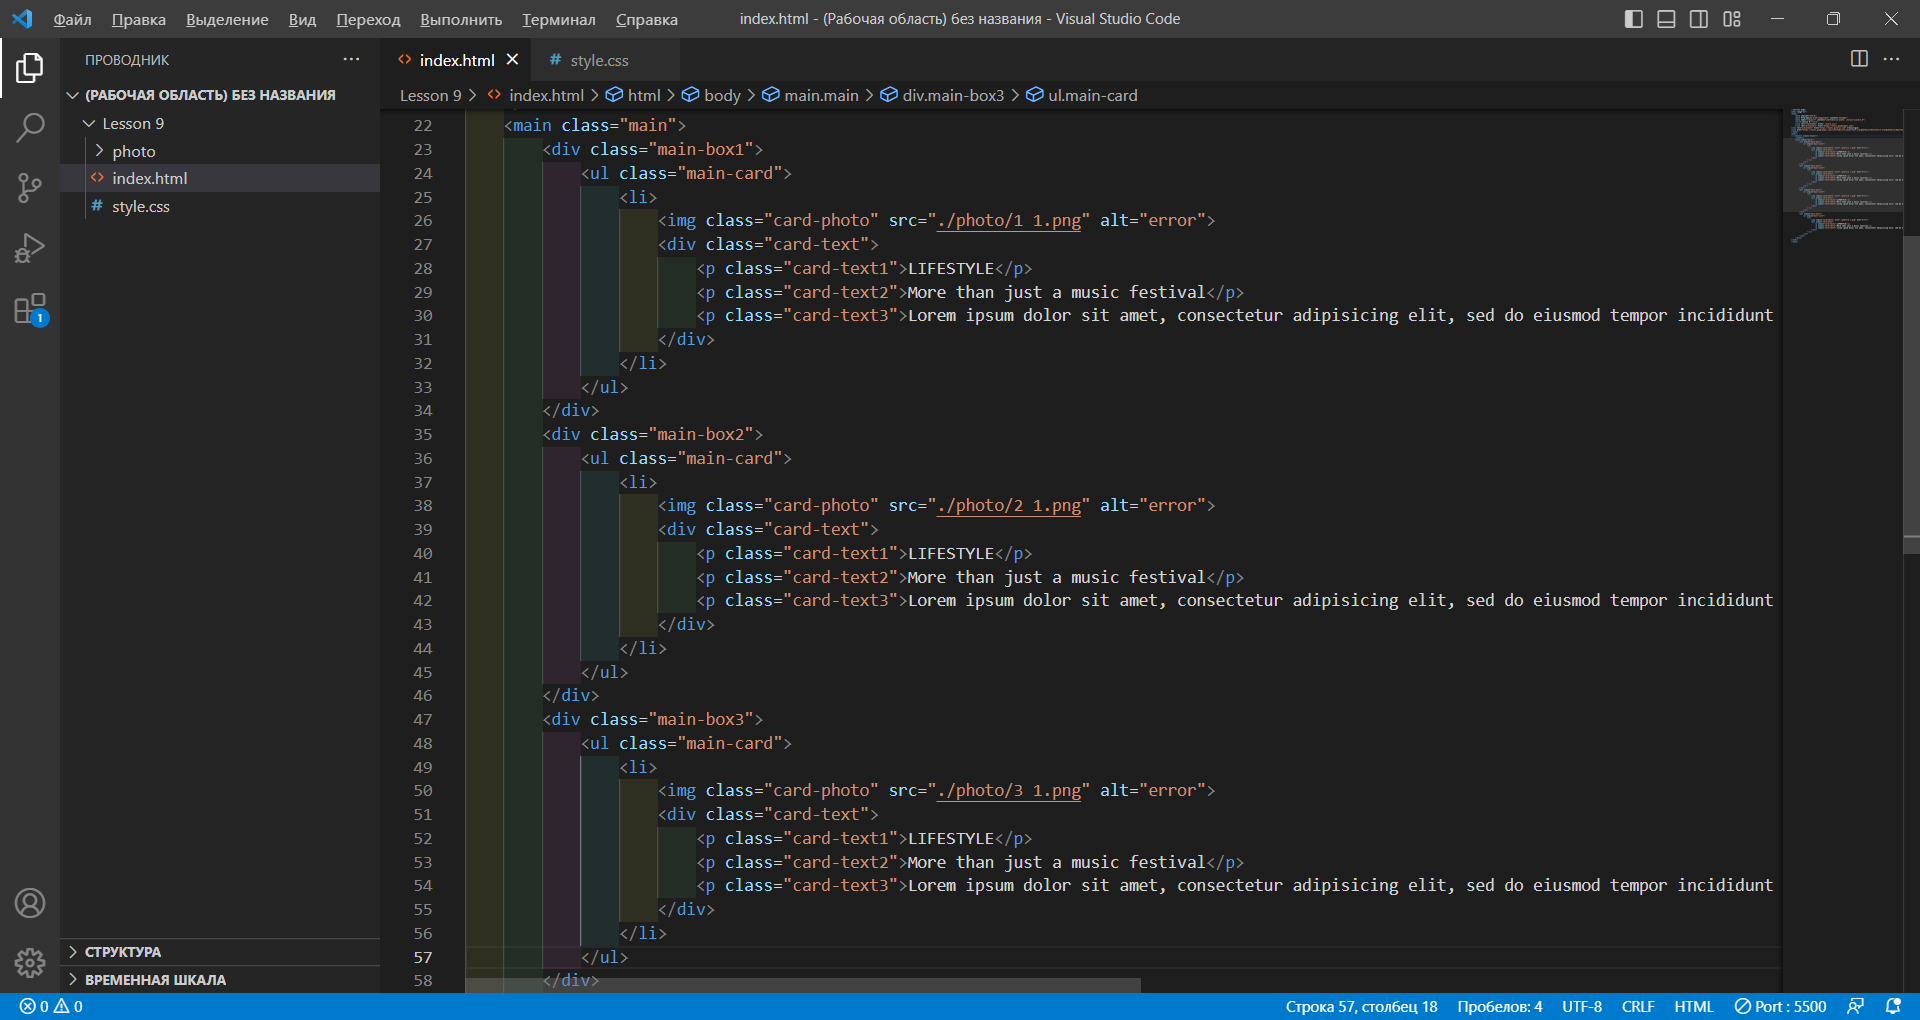 Файл Правка Выделение Вид Переход Выполнить Терминал Справка index.html - (Рабочая область) без названия - Visual Studio Code
ПРОВОДНИК
(РАБОЧАЯ ОБЛАСТЬ) БЕЗ НАЗВАНИЯ
Lesson 9
photo
index.html
style.css
1
СТРУКТУРА
ВРЕМЕННАЯ ШКАЛА
index.html style.css
Lesson 9 > index.html > html > body > main.main > div.main-box3 > ul.main-card
22 <main class="main">
23 <div class="main-box1">
24 <ul class="main-card">
25 <li>
26 <img class="card-photo" src="./photo/1 1.png" alt="error">
27 <div class="card-text">
28 <p class="card-text1">LIFESTYLE</p>
29 <p class="card-text2">More than just a music festival</p>
30 <p class="card-text3">Lorem ipsum dolor sit amet, consectetur adipisicing elit, sed do eiusmod tempor incididunt
31 </div>
32 </li>
33 </ul>
34 </div>
35 <div class="main-box2">
36 <ul class="main-card">
37 <li>
38 <img class="card-photo" src="./photo/2 1.png" alt="error">
39 <div class="card-text">
40 <p class="card-text1">LIFESTYLE</p>
41 <p class="card-text2">More than just a music festival</p>
42 <p class="card-text3">Lorem ipsum dolor sit amet, consectetur adipisicing elit, sed do eiusmod tempor incididunt
43 </div>
44 </li>
45 </ul>
46 </div>
47 <div class="main-box3">
48 <ul class="main-card">
49 <li>
50 <img class="card-photo" src="./photo/3 1.png" alt="error">
51 <div class="card-text">
52 <p class="card-text1">LIFESTYLE</p>
53 <p class="card-text2">More than just a music festival</p>
54 <p class="card-text3">Lorem ipsum dolor sit amet, consectetur adipisicing elit, sed do eiusmod tempor incididunt
55 </div>
56 </li>
57 </ul>
58 </div>
0 0 Строка 57, столбец 18 Пробелов: 4 UTF-8 CRLF HTML Port : 5500